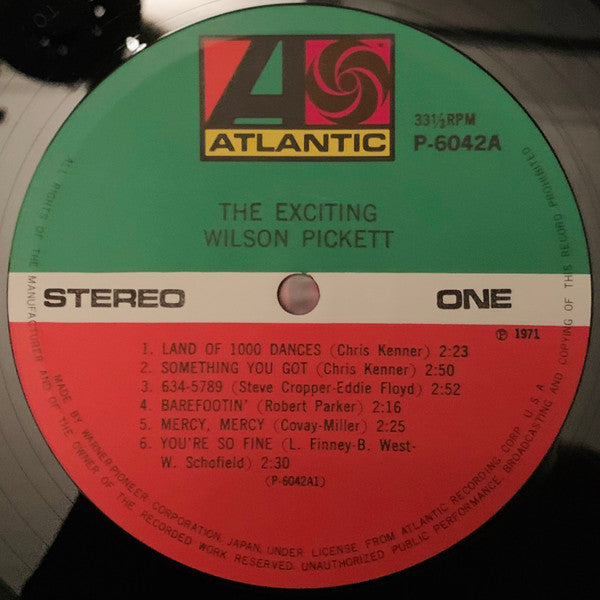 ATLANTIC
33 1/3 RPM
P-6042A
THE EXCITING
WILSON PICKETT
STEREO
ONE
Ⓟ 1971
1. LAND OF 1000 DANCES (Chris Kenner) 2:23
2. SOMETHING YOU GOT (Chris Kenner) 2:50
3. 634-5789 (Steve Cropper-Eddie Floyd) 2:52
4. BAREFOOTIN' (Robert Parker) 2:16
5. MERCY, MERCY (Covay-Miller) 2:25
6. YOU'RE SO FINE (L. Finney-B. West-
W. Schofield) 2:30
(P-6042A1)
MADE BY WARNER-PIONEER CORPORATION, JAPAN, UNDER LICENSE FROM ATLANTIC RECORDING CORP. U.S.A.
ALL RIGHTS OF THE MANUFACTURER AND OF THE OWNER OF THE RECORDED WORK RESERVED. UNAUTHORIZED PUBLIC PERFORMANCE, BROADCASTING AND COPYING OF THIS RECORD PROHIBITED